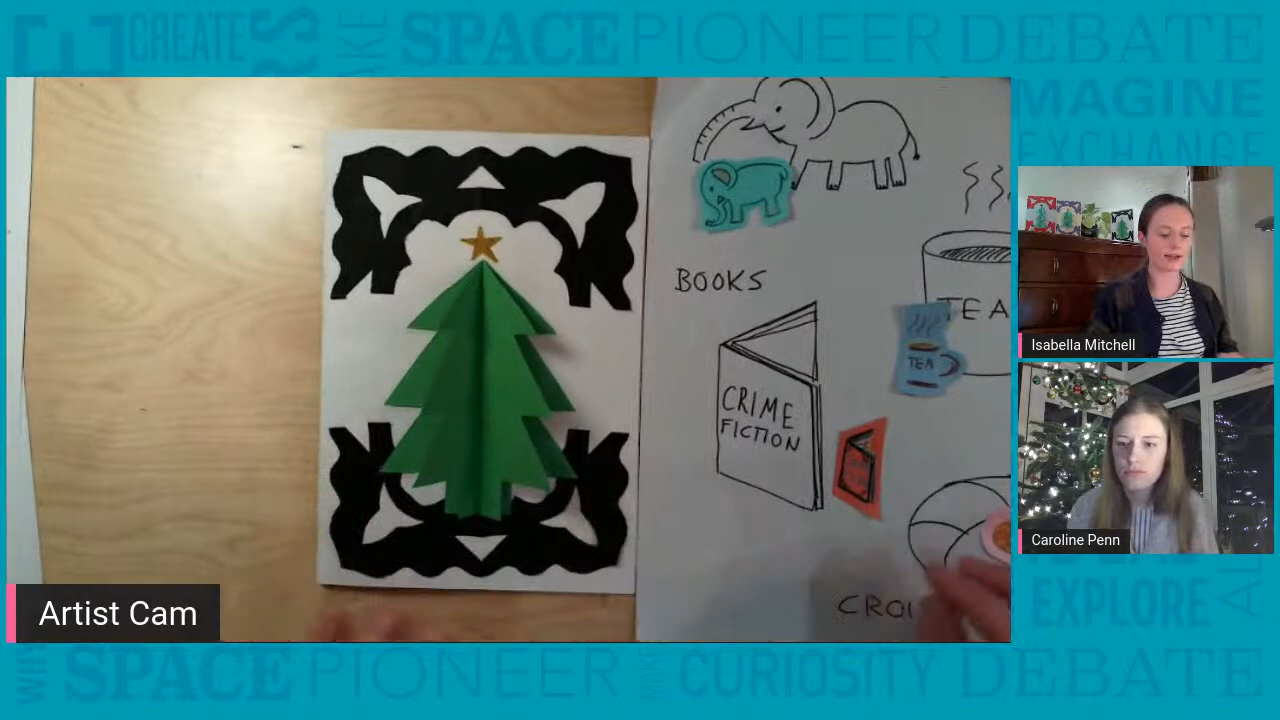 CREATE
SPACE PIONEER DEBATE
IMAGINE
EXCHANGE
BOOKS
TEA
TEA
CRIME
FICTION
CROI
Artist Cam
Isabella Mitchell
Caroline Penn
EXPLORE
SPACE PIONEER
CURIOSITY DEBATE